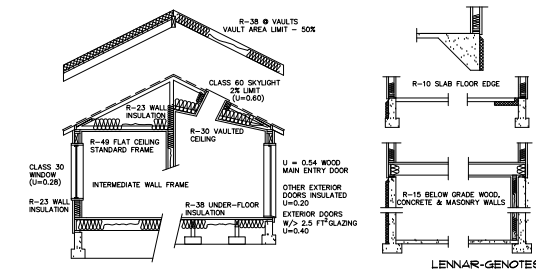 R-38 @ VAULTS
VAULT AREA LIMIT - 50%
CLASS 60 SKYLIGHT
2% LIMIT
(U=0.60)
R-23 WALL
INSULATION
R-30 VAULTED
CEILING
R-49 FLAT CEILING
STANDARD FRAME
CLASS 30
WINDOW
(U=0.28)
INTERMEDIATE WALL FRAME
R-23 WALL
INSULATION
R-38 UNDER-FLOOR
INSULATION
U = 0.54 WOOD
MAIN ENTRY DOOR
OTHER EXTERIOR
DOORS INSULATED
U=0.20
EXTERIOR DOORS
W/> 2.5 FT² GLAZING
U=0.40
R-10 SLAB FLOOR EDGE
R-15 BELOW GRADE WOOD,
CONCRETE & MASONRY WALLS
LENNAR-GENOTES